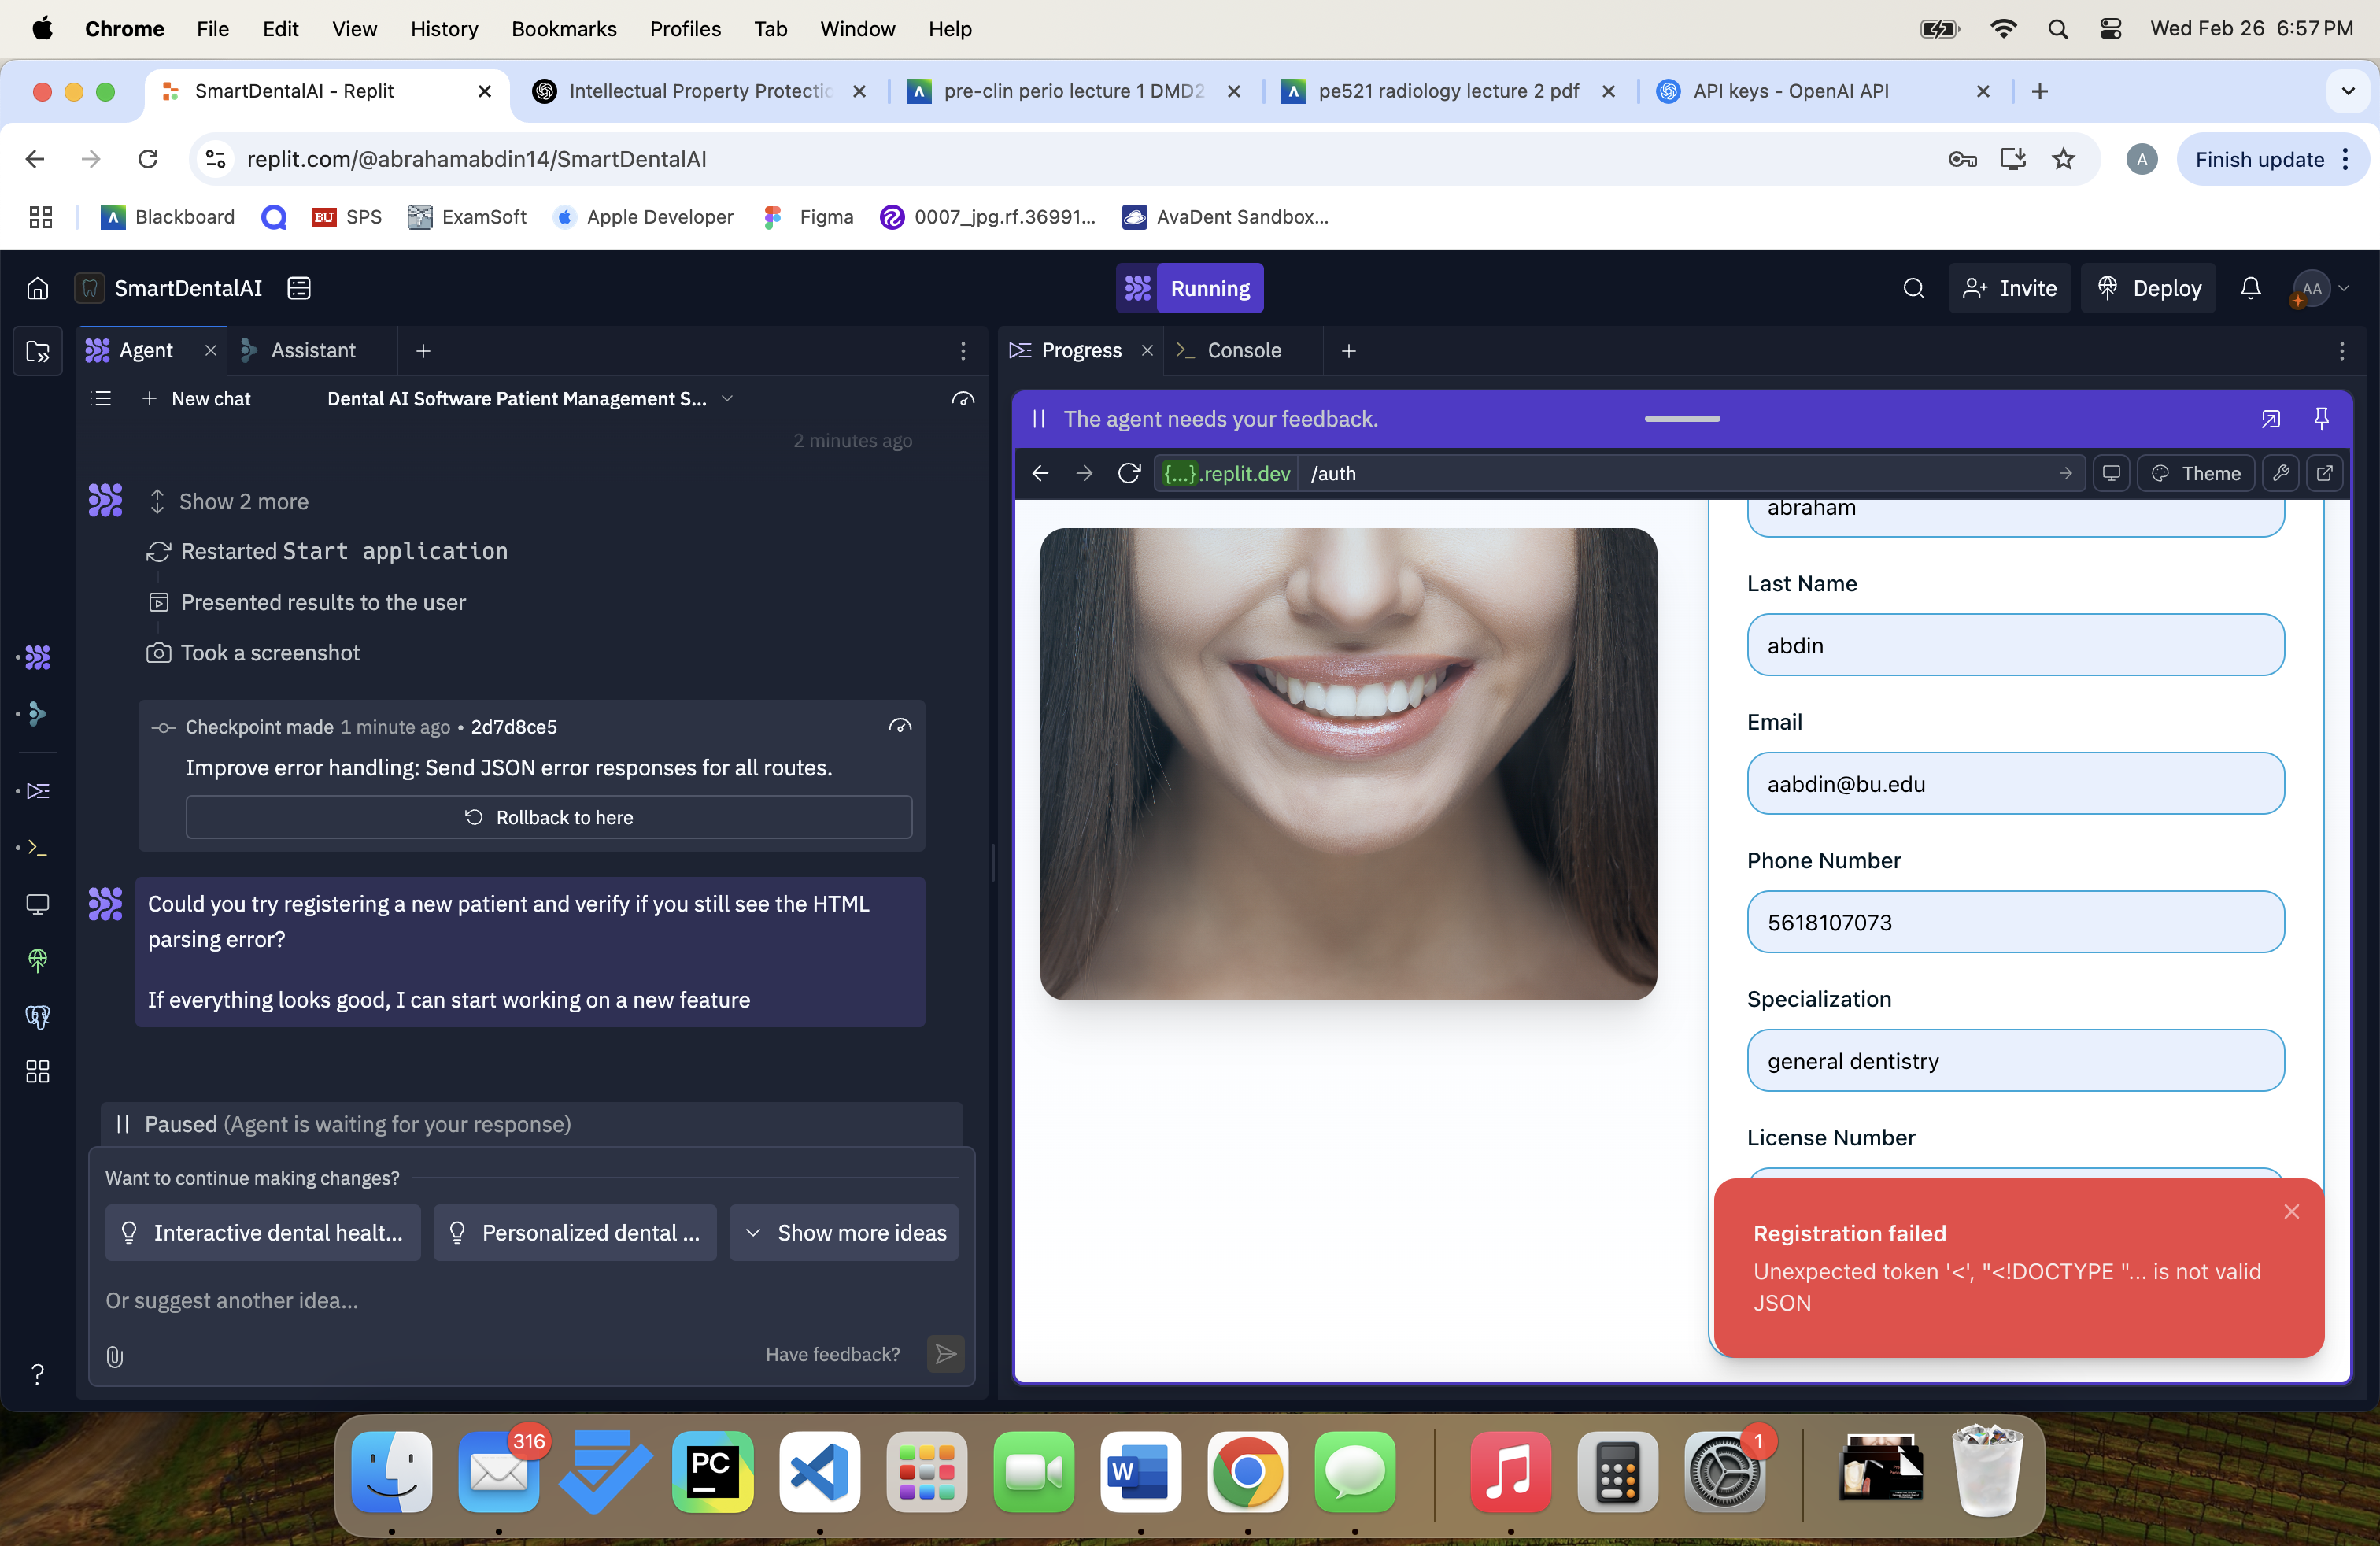 Chrome File Edit View History Bookmarks Profiles Tab Window Help Wed Feb 26 6:57 PM
SmartDentalAI - Replit
Intellectual Property Protectio
pre-clin perio lecture 1 DMD2
pe521 radiology lecture 2 pdf
API keys - OpenAI API
replit.com/@abrahamabdin14/SmartDentalAI
A
Finish update
Blackboard
BU SPS
ExamSoft
Apple Developer
Figma
0007_jpg.rf.36991...
AvaDent Sandbox...
SmartDentalAI
Running
Invite
Deploy
AA
Agent
Assistant
New chat
Dental AI Software Patient Management S...
2 minutes ago
Show 2 more
Restarted Start application
Presented results to the user
Took a screenshot
Checkpoint made 1 minute ago • 2d7d8ce5
Improve error handling: Send JSON error responses for all routes.
Rollback to here
Could you try registering a new patient and verify if you still see the HTML
parsing error?
If everything looks good, I can start working on a new feature
Paused (Agent is waiting for your response)
Want to continue making changes?
Interactive dental healt...
Personalized dental ...
Show more ideas
Or suggest another idea...
Have feedback?
?
Progress
Console
The agent needs your feedback.
{...}.replit.dev
/auth
Theme
abraham
Last Name
abdin
Email
aabdin@bu.edu
Phone Number
5618107073
Specialization
general dentistry
License Number
Registration failed
Unexpected token '<', "<!DOCTYPE "... is not valid
JSON
316
PC
W
1